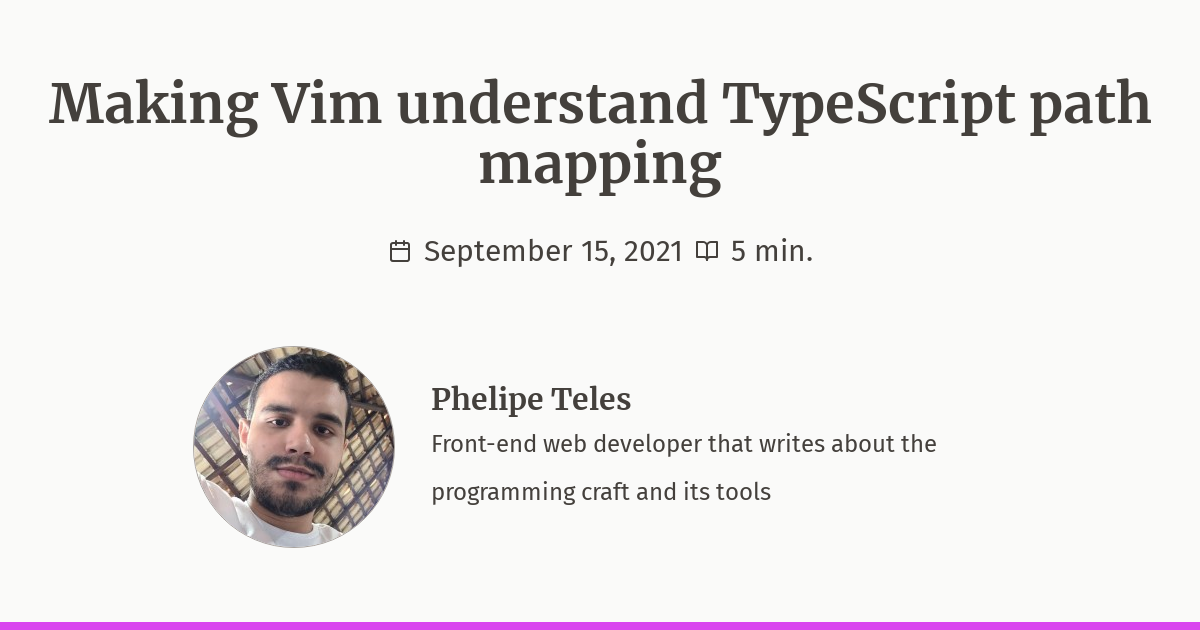 Making Vim understand TypeScript path
mapping
September 15, 2021 5 min.
Phelipe Teles
Front-end web developer that writes about the
programming craft and its tools